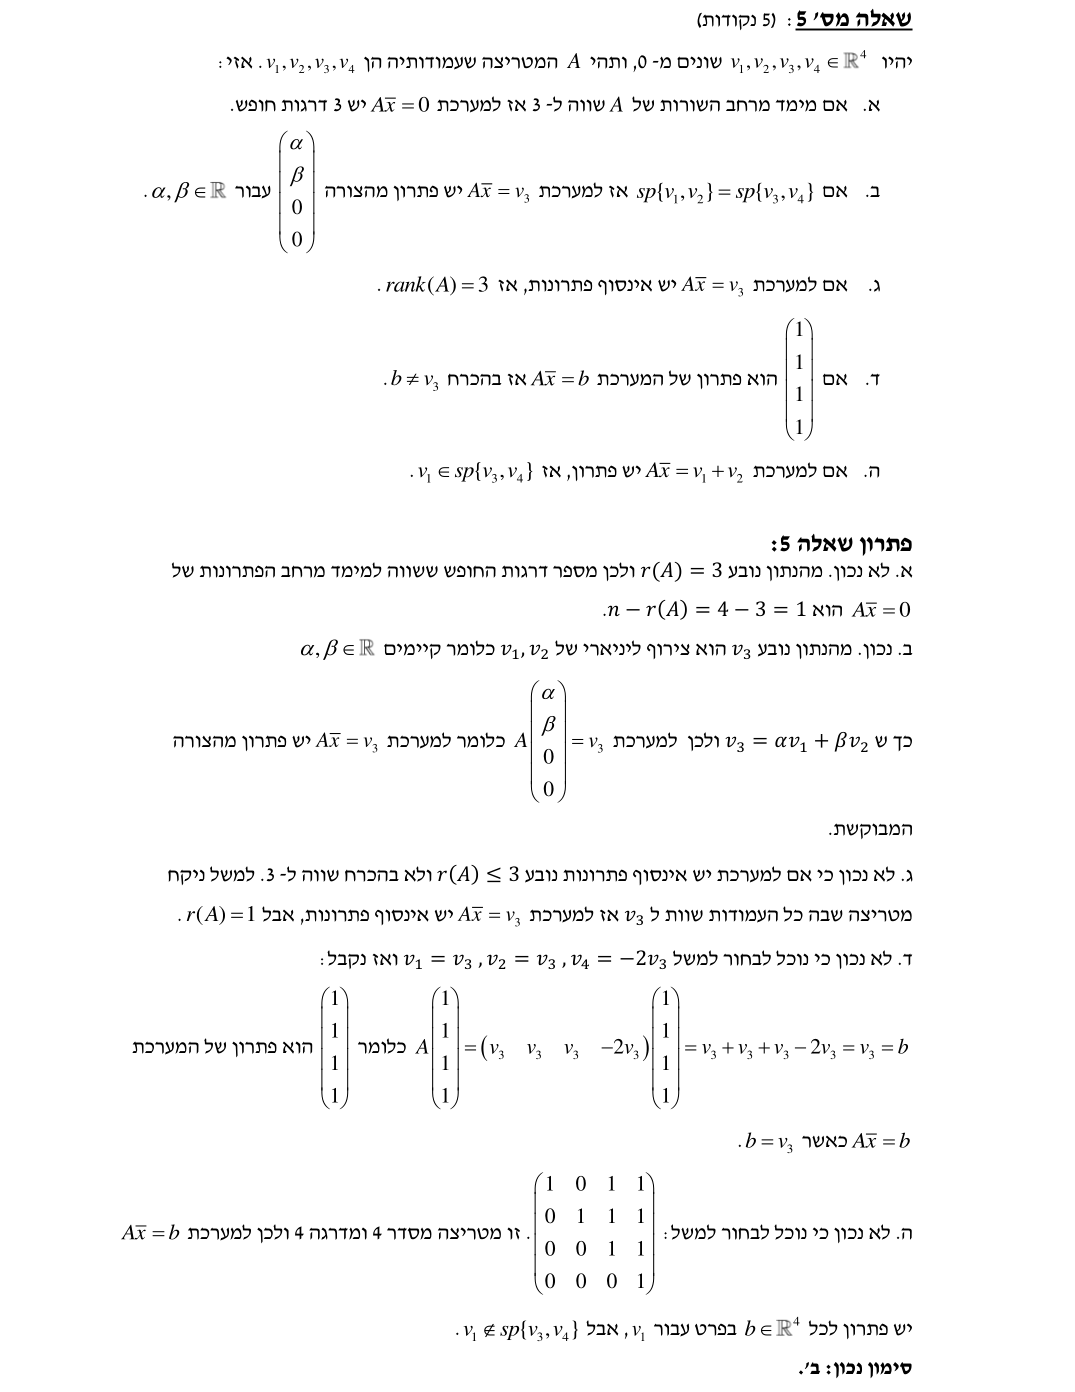 שאלה מס' 5 : (5 נקודות)
יהיו v₁, v₂, v₃, v₄ ∈ ℝ⁴ שונים מ- 0, ותהי A המטריצה שעמודותיה הן v₁, v₂, v₃, v₄ . אזי :
א. אם מימד מרחב השורות של A שווה ל- 3 אז למערכת Ax̅ = 0 יש 3 דרגות חופש.
ב. אם sp{v₁, v₂} = sp{v₃, v₄} אז למערכת Ax̅ = v₃ יש פתרון מהצורה (α β 0 0) עבור α, β ∈ ℝ .
ג. אם למערכת Ax̅ = v₃ יש אינסוף פתרונות, אז rank(A) = 3 .
ד. אם (1 1 1 1) הוא פתרון של המערכת Ax̅ = b אז בהכרח b ≠ v₃ .
ה. אם למערכת Ax̅ = v₁ + v₂ יש פתרון, אז v₁ ∈ sp{v₃, v₄} .
פתרון שאלה 5:
א. לא נכון. מהנתון נובע r(A) = 3 ולכן מספר דרגות החופש ששווה למימד מרחב הפתרונות של
Ax̅ = 0 הוא n − r(A) = 4 − 3 = 1.
ב. נכון. מהנתון נובע v₃ הוא צירוף ליניארי של v₁, v₂ כלומר קיימים α, β ∈ ℝ
כך ש v₃ = αv₁ + βv₂ ולכן למערכת A(α β 0 0) = v₃ כלומר למערכת Ax̅ = v₃ יש פתרון מהצורה
המבוקשת.
ג. לא נכון כי אם למערכת יש אינסוף פתרונות נובע r(A) ≤ 3 ולא בהכרח שווה ל- 3. למשל ניקח
מטריצה שבה כל העמודות שוות ל v₃ אז למערכת Ax̅ = v₃ יש אינסוף פתרונות, אבל r(A) = 1 .
ד. לא נכון כי נוכל לבחור למשל v₁ = v₃ , v₂ = v₃ , v₄ = −2v₃ ואז נקבל :
A(1 1 1 1) = (v₃ v₃ v₃ −2v₃)(1 1 1 1) = v₃ + v₃ + v₃ − 2v₃ = v₃ = b כלומר (1 1 1 1) הוא פתרון של המערכת
Ax̅ = b כאשר b = v₃ .
ה. לא נכון כי נוכל לבחור למשל : (1 0 1 1
0 1 1 1
0 0 1 1
0 0 0 1) . זו מטריצה מסדר 4 ומדרגה 4 ולכן למערכת Ax̅ = b
יש פתרון לכל b ∈ ℝ⁴ בפרט עבור v₁ , אבל v₁ ∉ sp{v₃, v₄} .
סימון נכון: ב'.